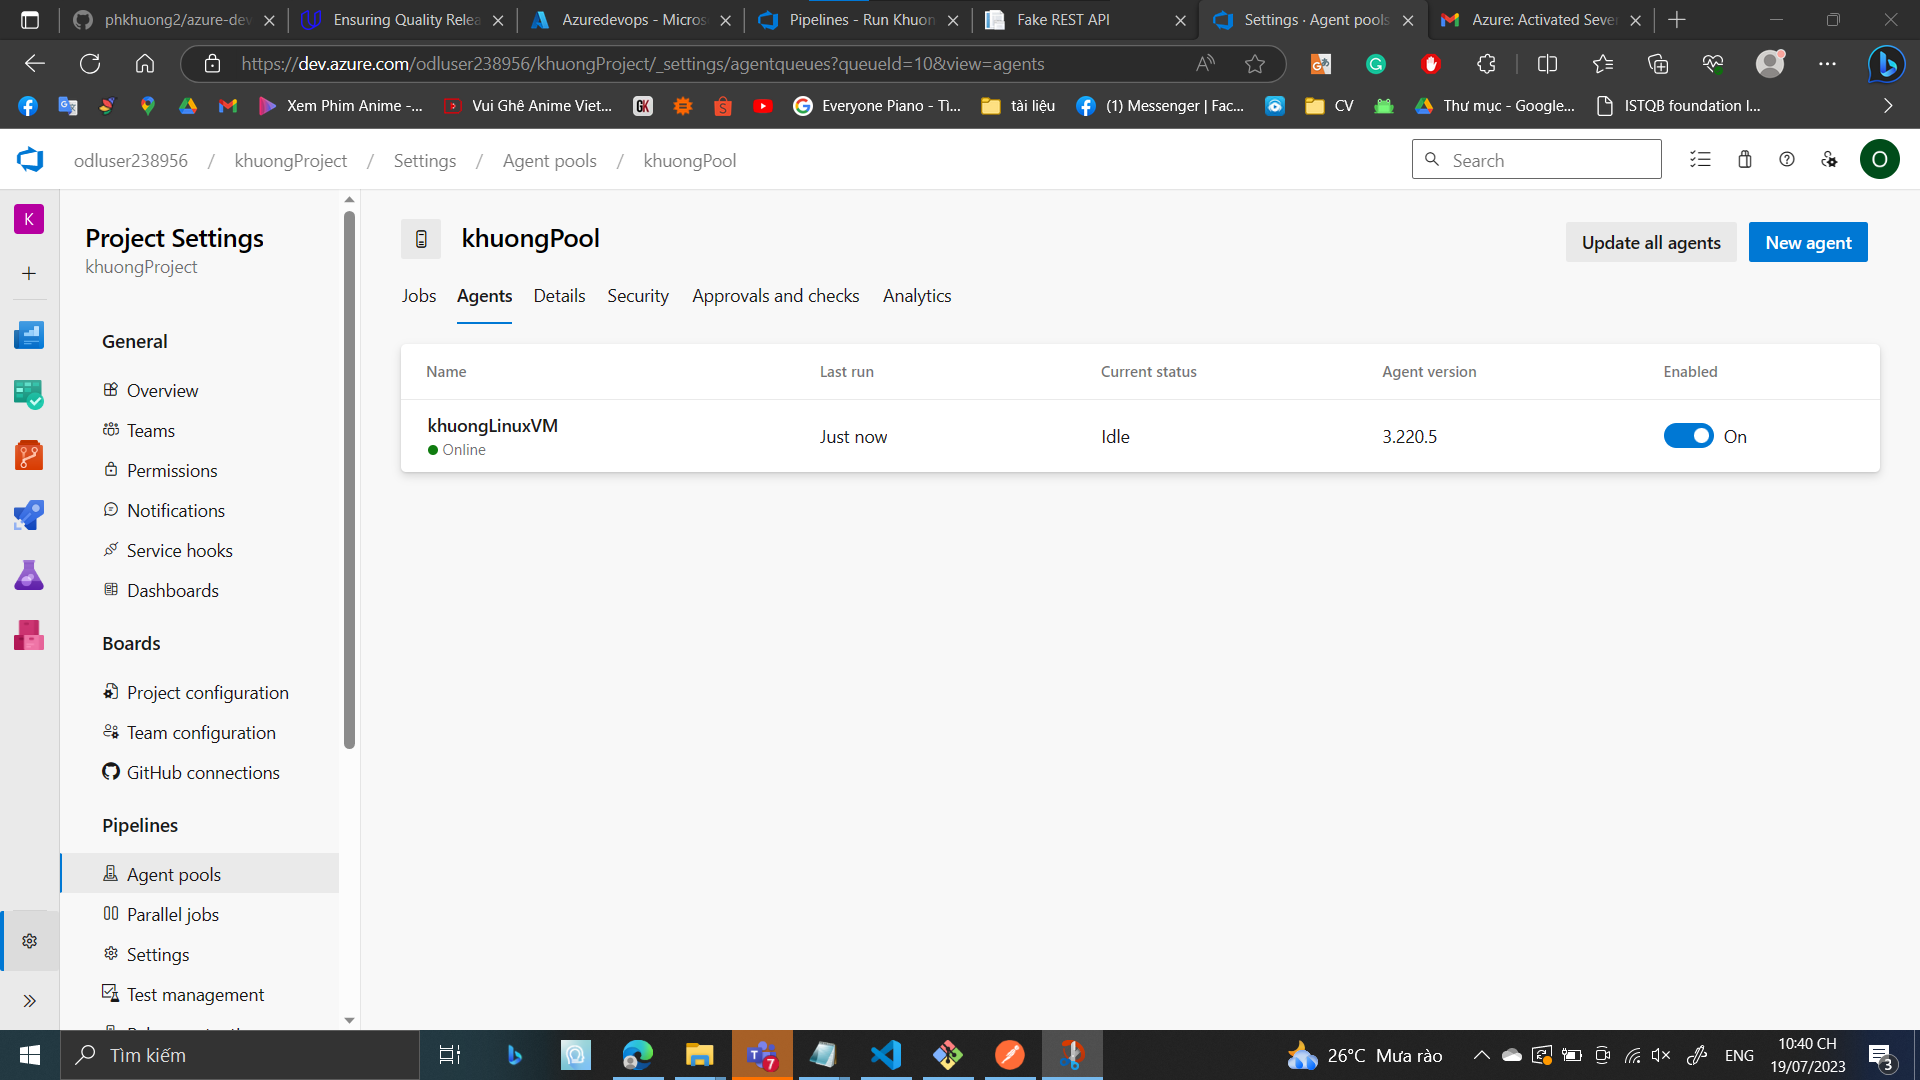 phkhuong2/azure-dev
Ensuring Quality Relea
Azuredevops - Micros
Pipelines - Run Khuon
Fake REST API
Settings · Agent pools
Azure: Activated Sever
https://dev.azure.com/odluser238956/khuongProject/_settings/agentqueues?queueId=10&view=agents
Xem Phim Anime -...
Vui Ghê Anime Viet...
Everyone Piano - Tì...
tài liệu
(1) Messenger | Fac...
CV
Thư mục - Google...
ISTQB foundation l...
odluser238956 / khuongProject / Settings / Agent pools / khuongPool
Search
O
K
Project Settings
khuongProject
General
Overview
Teams
Permissions
Notifications
Service hooks
Dashboards
Boards
Project configuration
Team configuration
GitHub connections
Pipelines
Agent pools
Parallel jobs
Settings
Test management
khuongPool
Update all agents
New agent
Jobs Agents Details Security Approvals and checks Analytics
Name Last run Current status Agent version Enabled
khuongLinuxVM
Online
Just now
Idle
3.220.5
On
Tìm kiếm
7
26°C Mưa rào
ENG
10:40 CH
19/07/2023
3